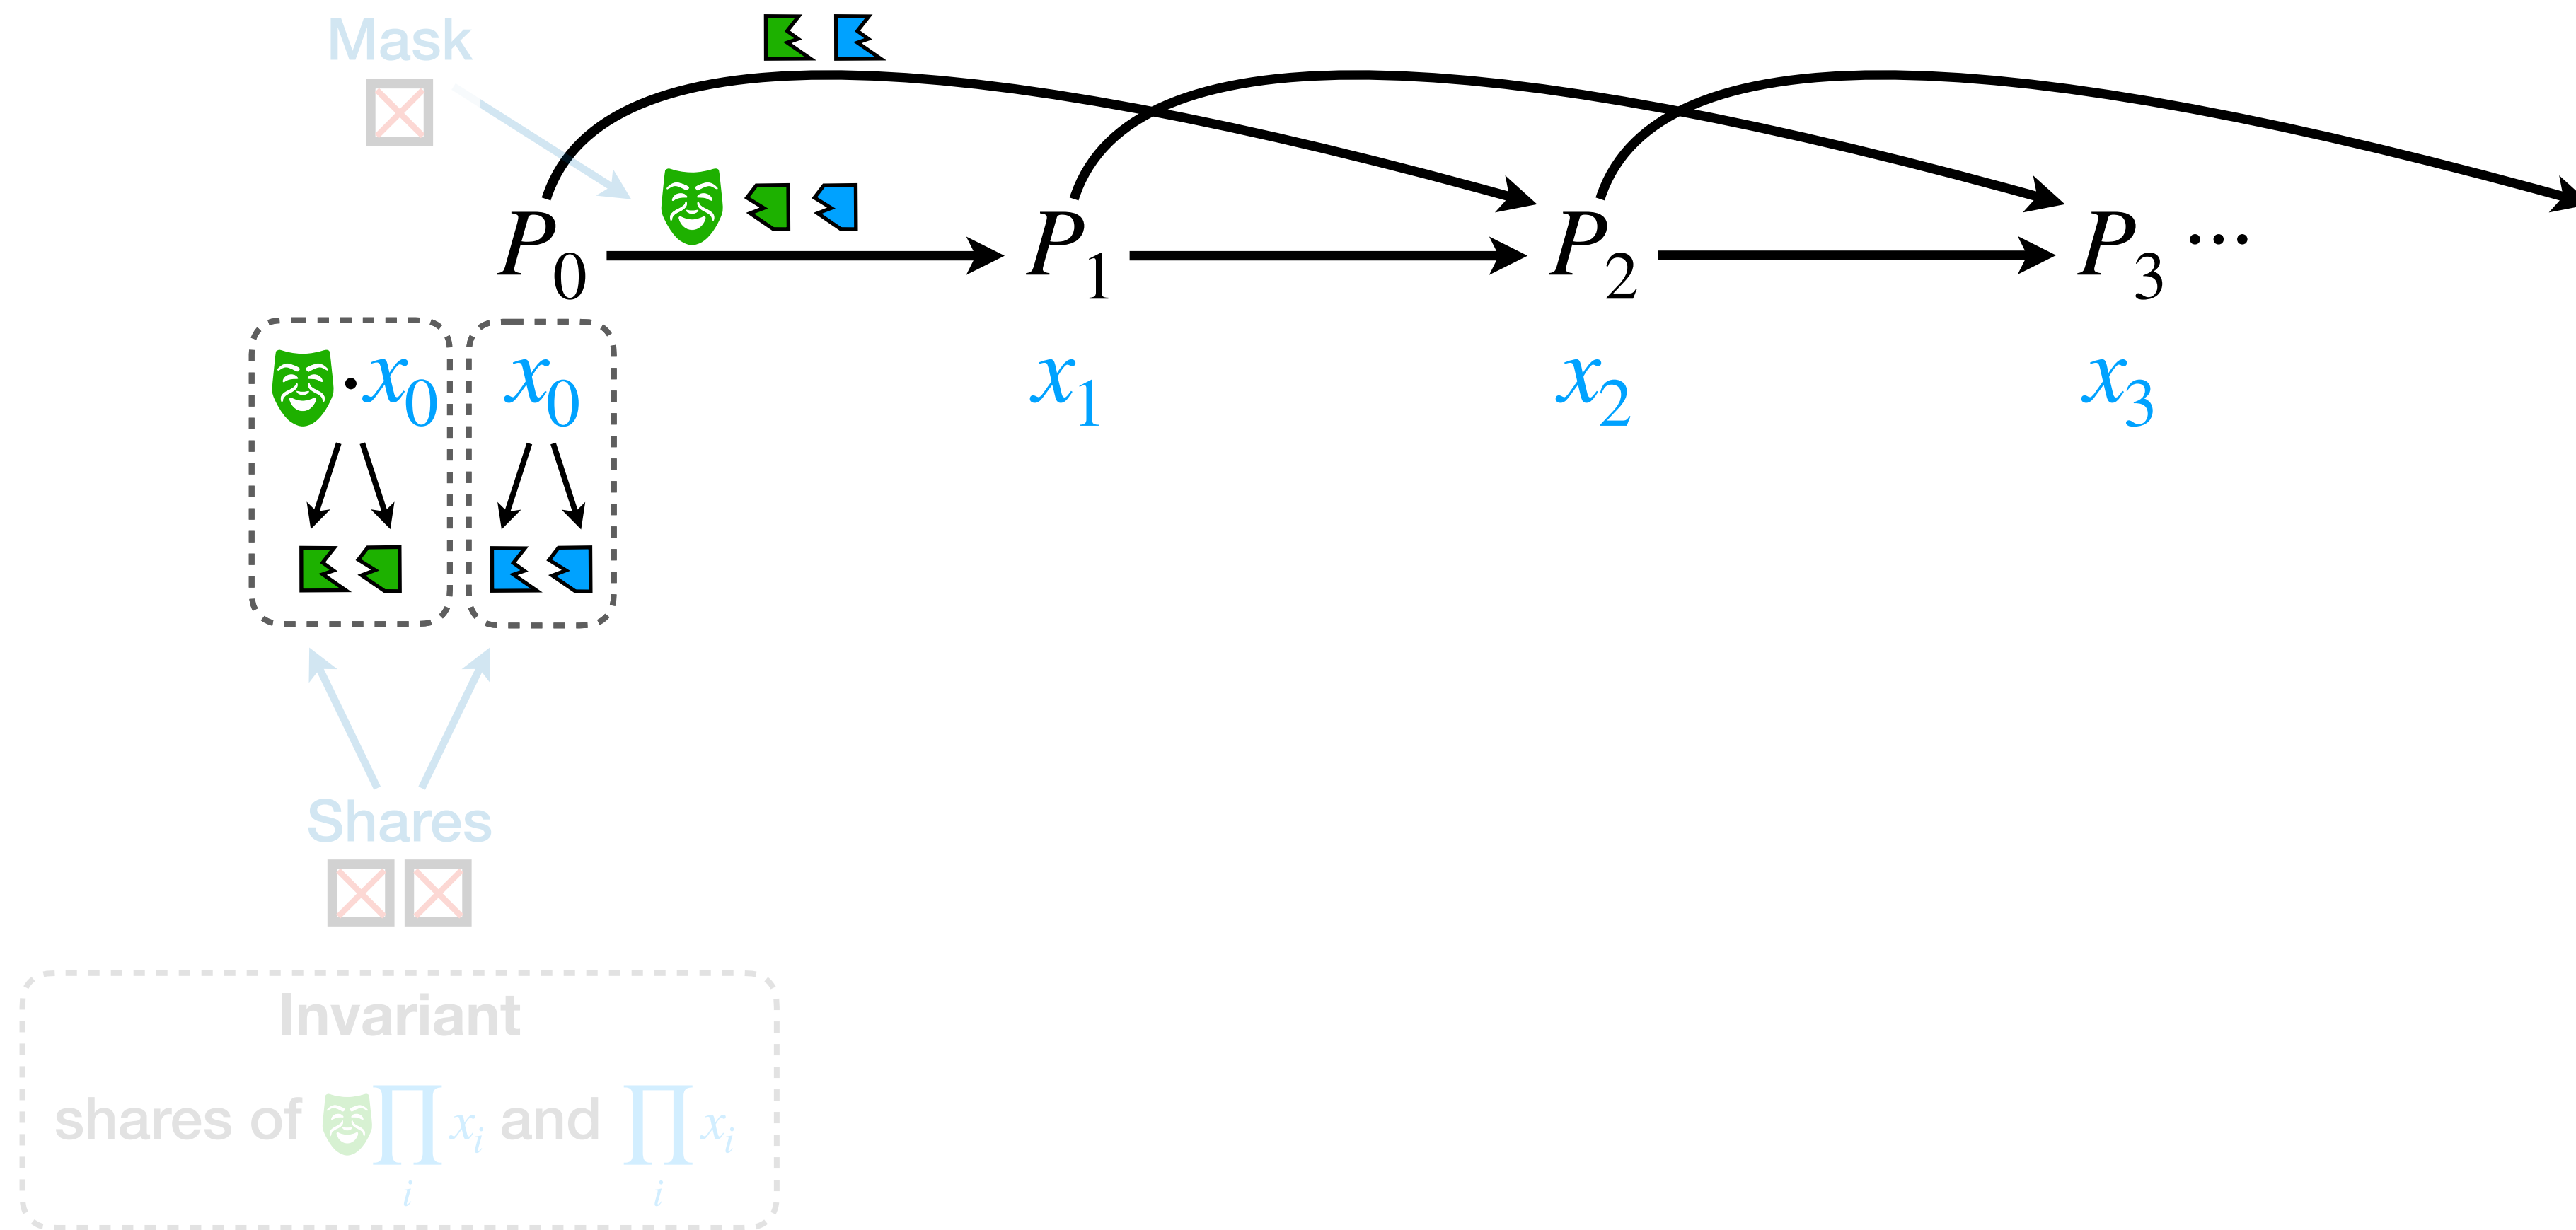 Mask
P₀ P₁ P₂ P₃ ...
· x₀ x₀ x₁ x₂ x₃
Shares
Invariant
shares of ∏ᵢ xᵢ and ∏ᵢ xᵢ